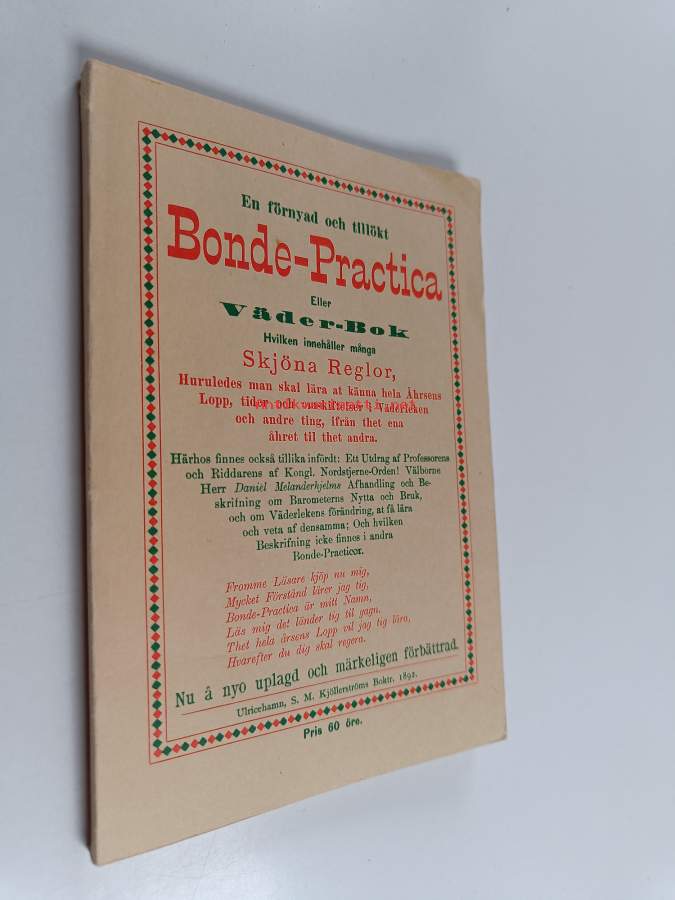 En förnyad och tillökt
Bonde-Practica
Eller
Väder-Bok
Hvilken innehåller många
Skjöna Reglor,
Huruledes man skal lära at känna hela Åhrsens
Lopp, tider och omskiftelser i Väderleken
och andre ting, ifrån thet ena
åhret til thet andra.
Härhos finnes också tillika infördt: Ett Utdrag af Professorens
och Riddarens af Kongl. Nordstjerne-Orden! Välborne
Herr Daniel Melanderhjelms Afhandling och Be-
skrifning om Barometerns Nytta och Bruk,
och om Väderlekens förändring, at få lära
och veta af densamma; Och hvilken
Beskrifning icke finnes i andra
Bonde-Practicor.
Fromme Läsare kjöp nu mig,
Mycket Förstånd lärer jag tig,
Bonde-Practica är mitt Namn,
Läs mig det länder tig til gagn.
Thet hela årsens Lopp vil jag tig lära,
Hvarefter du dig skal regera.
Nu å nyo uplagd och märkeligen förbättrad.
Ulricehamn, S. M. Kjöllerströms Boktr. 1892.
Pris 60 öre.